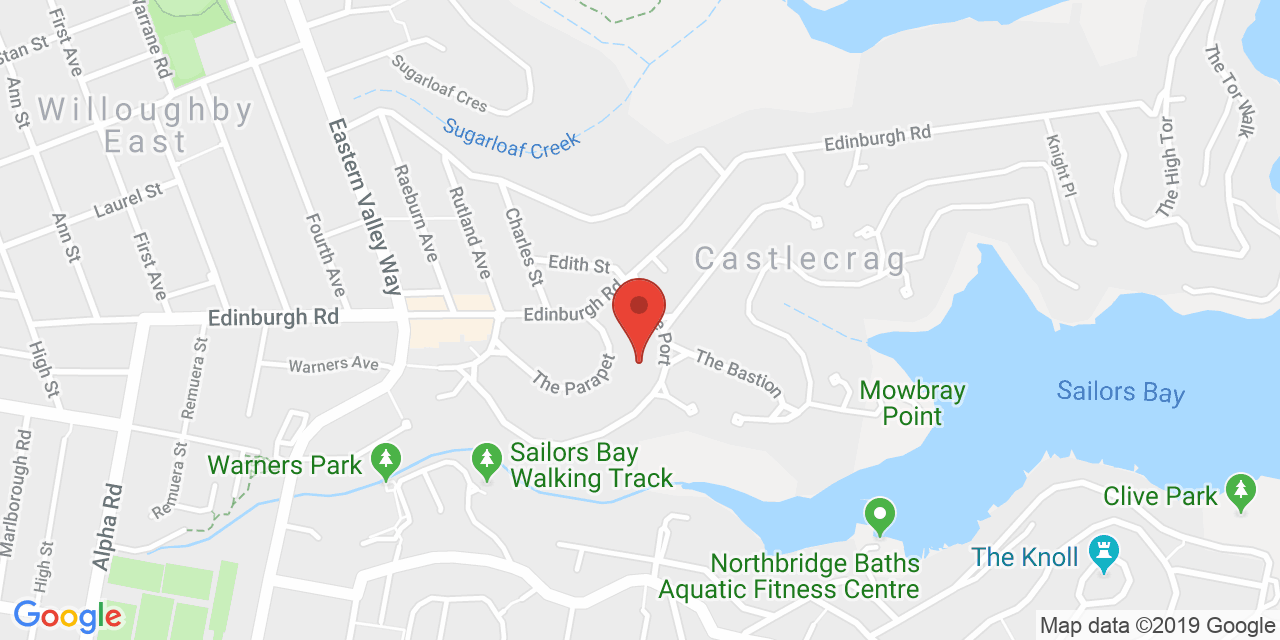 Stan St
First Ave
Warrane Rd
Ann St
Willoughby
East
Sugarloaf Cres
Sugarloaf Creek
Eastern Valley Way
Edinburgh Rd
The Tor Walk
The High Tor
Knight Pl
Laurel St
Ann St
First Ave
Fourth Ave
Raeburn Ave
Rutland Ave
Charles St
Edith St
Castlecrag
Edinburgh Rd
Edinburgh Rd
Port
High St
Remuera St
Warners Ave
The Parapet
The Bastion
Mowbray
Point
Sailors Bay
Marlborough Rd
Remuera St
Alpha Rd
High St
Warners Park
Sailors Bay
Walking Track
Clive Park
The Knoll
Northbridge Baths
Aquatic Fitness Centre
Google
Map data ©2019 Google